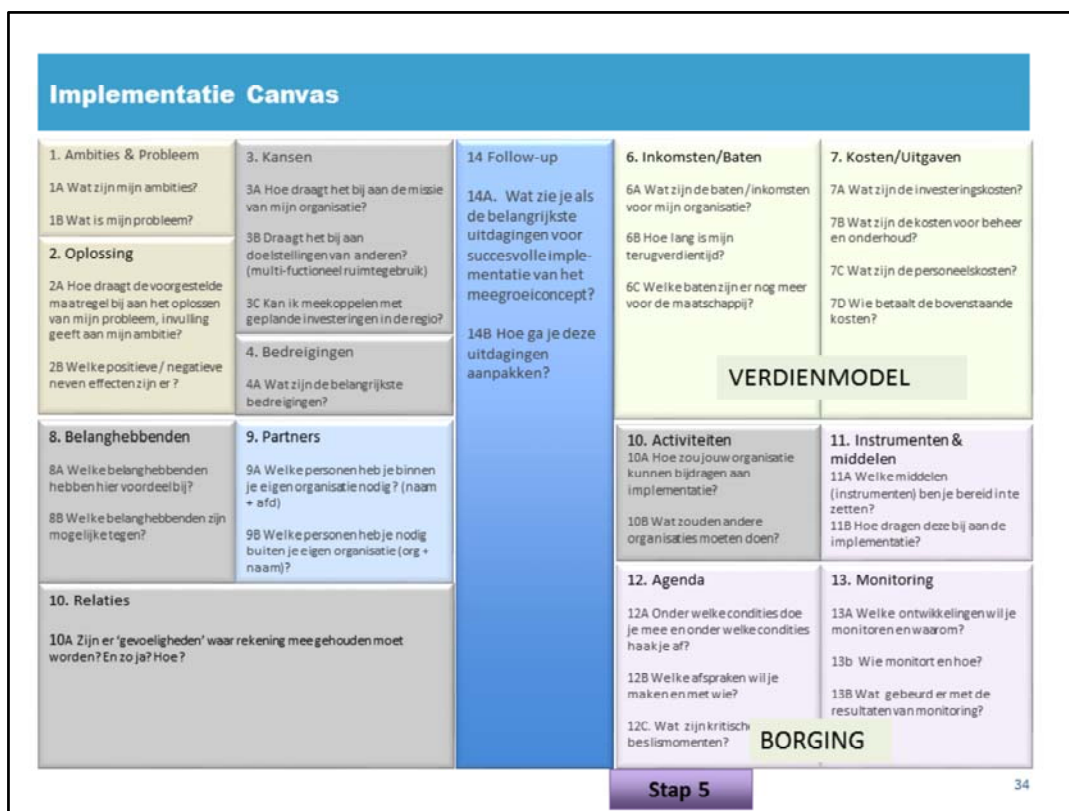 Implementatie Canvas
1. Ambities & Probleem
1A Wat zijn mijn ambities?
1B Wat is mijn probleem?
2. Oplossing
2A Hoe draagt de voorgestelde
maatregel bij aan het oplossen
van mijn probleem, invulling
geeft aan mijn ambitie?
2B Welke positieve / negatieve
neven effecten zijn er ?
3. Kansen
3A Hoe draagt het bij aan de missie
van mijn organisatie?
3B Draagt het bij aan
doelstellingen van anderen?
(multi-fuctioneel ruimtegebruik)
3C Kan ik meekoppelen met
geplande investeringen in de regio?
4. Bedreigingen
4A Wat zijn de belangrijkste
bedreigingen?
14 Follow-up
14A. Wat zie je als
de belangrijkste
uitdagingen voor
succesvolle imple-
mentatie van het
meegroeiconcept?
14B Hoe ga je deze
uitdagingen
aanpakken?
6. Inkomsten/Baten
6A Wat zijn de baten / inkomsten
voor mijn organisatie?
6B Hoe lang is mijn
terugverdientijd?
6C Welke baten zijn er nog meer
voor de maatschappij?
7. Kosten/Uitgaven
7A Wat zijn de investeringskosten?
7B Wat zijn de kosten voor beheer
en onderhoud?
7C Wat zijn de personeelskosten?
7D Wie betaalt de bovenstaande
kosten?
VERDIENMODEL
8. Belanghebbenden
8A Welke belanghebbenden
hebben hier voordeel bij?
8B Welke belanghebbenden zijn
mogelijke tegen?
9. Partners
9A Welke personen heb je binnen
je eigen organisatie nodig? (naam
+ afd)
9B Welke personen heb je nodig
buiten je eigen organisatie (org +
naam)?
10. Activiteiten
10A Hoe zou jouw organisatie
kunnen bijdragen aan
implementatie?
10B Wat zouden andere
organisaties moeten doen?
11. Instrumenten &
middelen
11A Welke middelen
(instrumenten) ben je bereid in te
zetten?
11B Hoe dragen deze bij aan de
implementatie?
10. Relaties
10A Zijn er ‘gevoeligheden’ waar rekening mee gehouden moet
worden? En zo ja? Hoe ?
12. Agenda
12A Onder welke condities doe
je mee en onder welke condities
haak je af?
12B Welke afspraken wil je
maken en met wie?
12C. Wat zijn kritische
beslismomenten?
13. Monitoring
13A Welke ontwikkelingen wil je
monitoren en waarom?
13b Wie monitort en hoe?
13B Wat gebeurd er met de
resultaten van monitoring?
BORGING
Stap 5
34